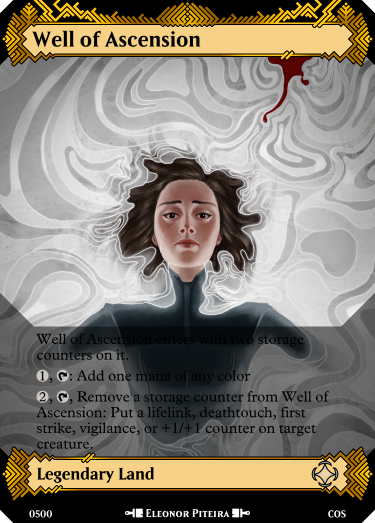 Well of Ascension
Well of Ascension enters with two storage
counters on it.
1, : Add one mana of any color
2, , Remove a storage counter from Well of
Ascension: Put a lifelink, deathtouch, first
strike, vigilance, or +1/+1 counter on target
creature.
Legendary Land
0500 Eleonor Piteira COS